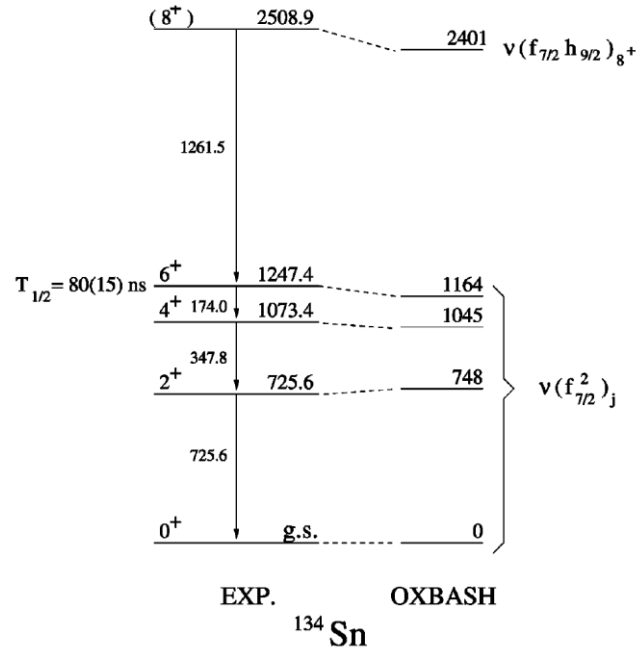 (8⁺) 2508.9
2401 ν(f₇/₂ h₉/₂)₈⁺
1261.5
T₁/₂ = 80(15) ns 6⁺ 1247.4 1164
4⁺ 174.0 1073.4 1045
347.8
2⁺ 725.6 748 ν(f²₇/₂)ⱼ
725.6
0⁺ g.s. 0
EXP. OXBASH
¹³⁴Sn